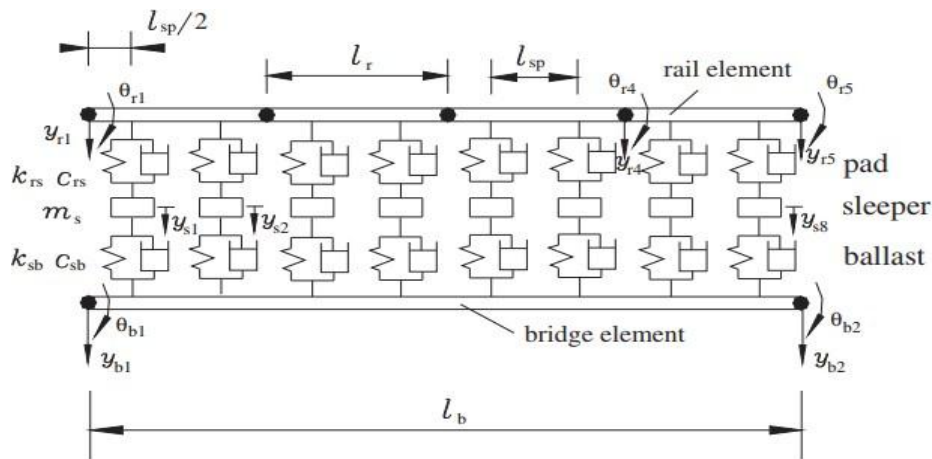 l_sp/2
l_r
l_sp
rail element
θ_r1
θ_r4
θ_r5
y_r1
y_r4
y_r5
k_rs c_rs
pad
m_s
y_s1
y_s2
y_s8
sleeper
k_sb c_sb
ballast
θ_b1
bridge element
θ_b2
y_b1
y_b2
l_b